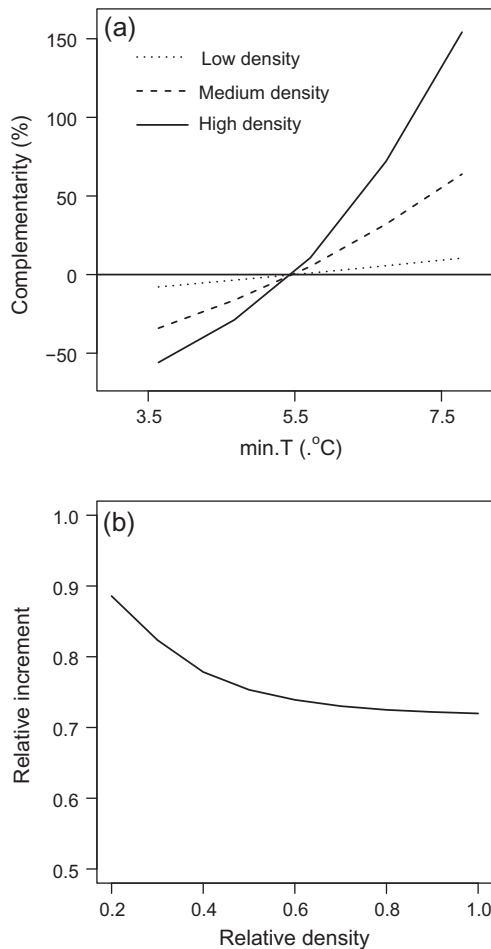 (a)
150
100
50
0
−50
Complementarity (%)
Low density
Medium density
High density
3.5 5.5 7.5
min.T (.°C)
(b)
1.0
0.9
0.8
0.7
0.6
0.5
Relative increment
0.2 0.4 0.6 0.8 1.0
Relative density